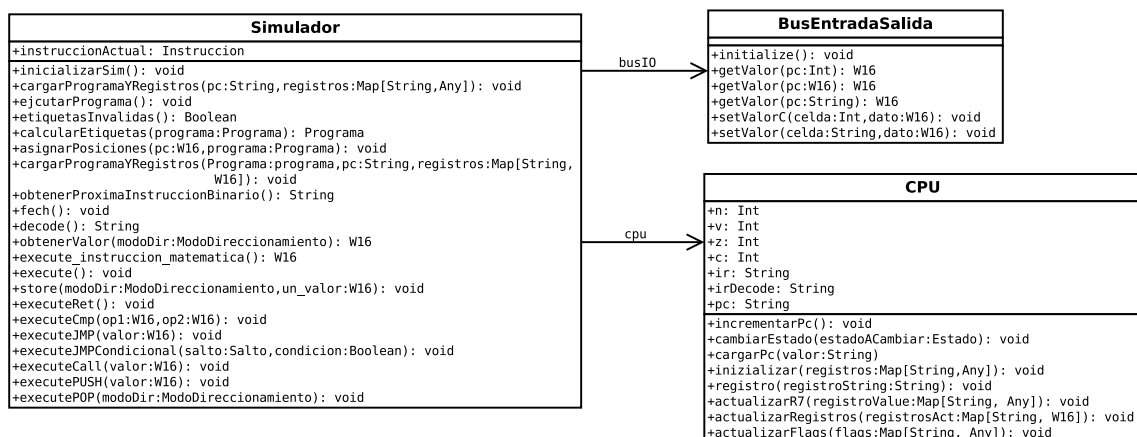 Simulador
+instruccionActual: Instruccion
+inicializarSim(): void
+cargarProgramaYRegistros(pc:String,registros:Map[String,Any]): void
+ejcutarPrograma(): void
+etiquetasInvalidas(): Boolean
+calcularEtiquetas(programa:Programa): Programa
+asignarPosiciones(pc:W16,programa:Programa): void
+cargarProgramaYRegistros(Programa:programa,pc:String,registros:Map[String,
W16]): void
+obtenerProximaInstruccionBinario(): String
+fech(): void
+decode(): String
+obtenerValor(modoDir:ModoDireccionamiento): W16
+execute_instruccion_matematica(): W16
+execute(): void
+store(modoDir:ModoDireccionamiento,un_valor:W16): void
+executeRet(): void
+executeCmp(op1:W16,op2:W16): void
+executeJMP(valor:W16): void
+executeJMPCondicional(salto:Salto,condicion:Boolean): void
+executeCall(valor:W16): void
+executePUSH(valor:W16): void
+executePOP(modoDir:ModoDireccionamiento): void
busIO
cpu
BusEntradaSalida
+initialize(): void
+getValor(pc:Int): W16
+getValor(pc:W16): W16
+getValor(pc:String): W16
+setValorC(celda:Int,dato:W16): void
+setValor(celda:String,dato:W16): void
CPU
+n: Int
+v: Int
+z: Int
+c: Int
+ir: String
+irDecode: String
+pc: String
+incrementarPc(): void
+cambiarEstado(estadoACambiar:Estado): void
+cargarPc(valor:String)
+inizializar(registros:Map[String,Any]): void
+registro(registroString:String): void
+actualizarR7(registroValue:Map[String, Any]): void
+actualizarRegistros(registrosAct:Map[String, W16]): void
+actualizarFlags(flags:Map[String, Any]): void